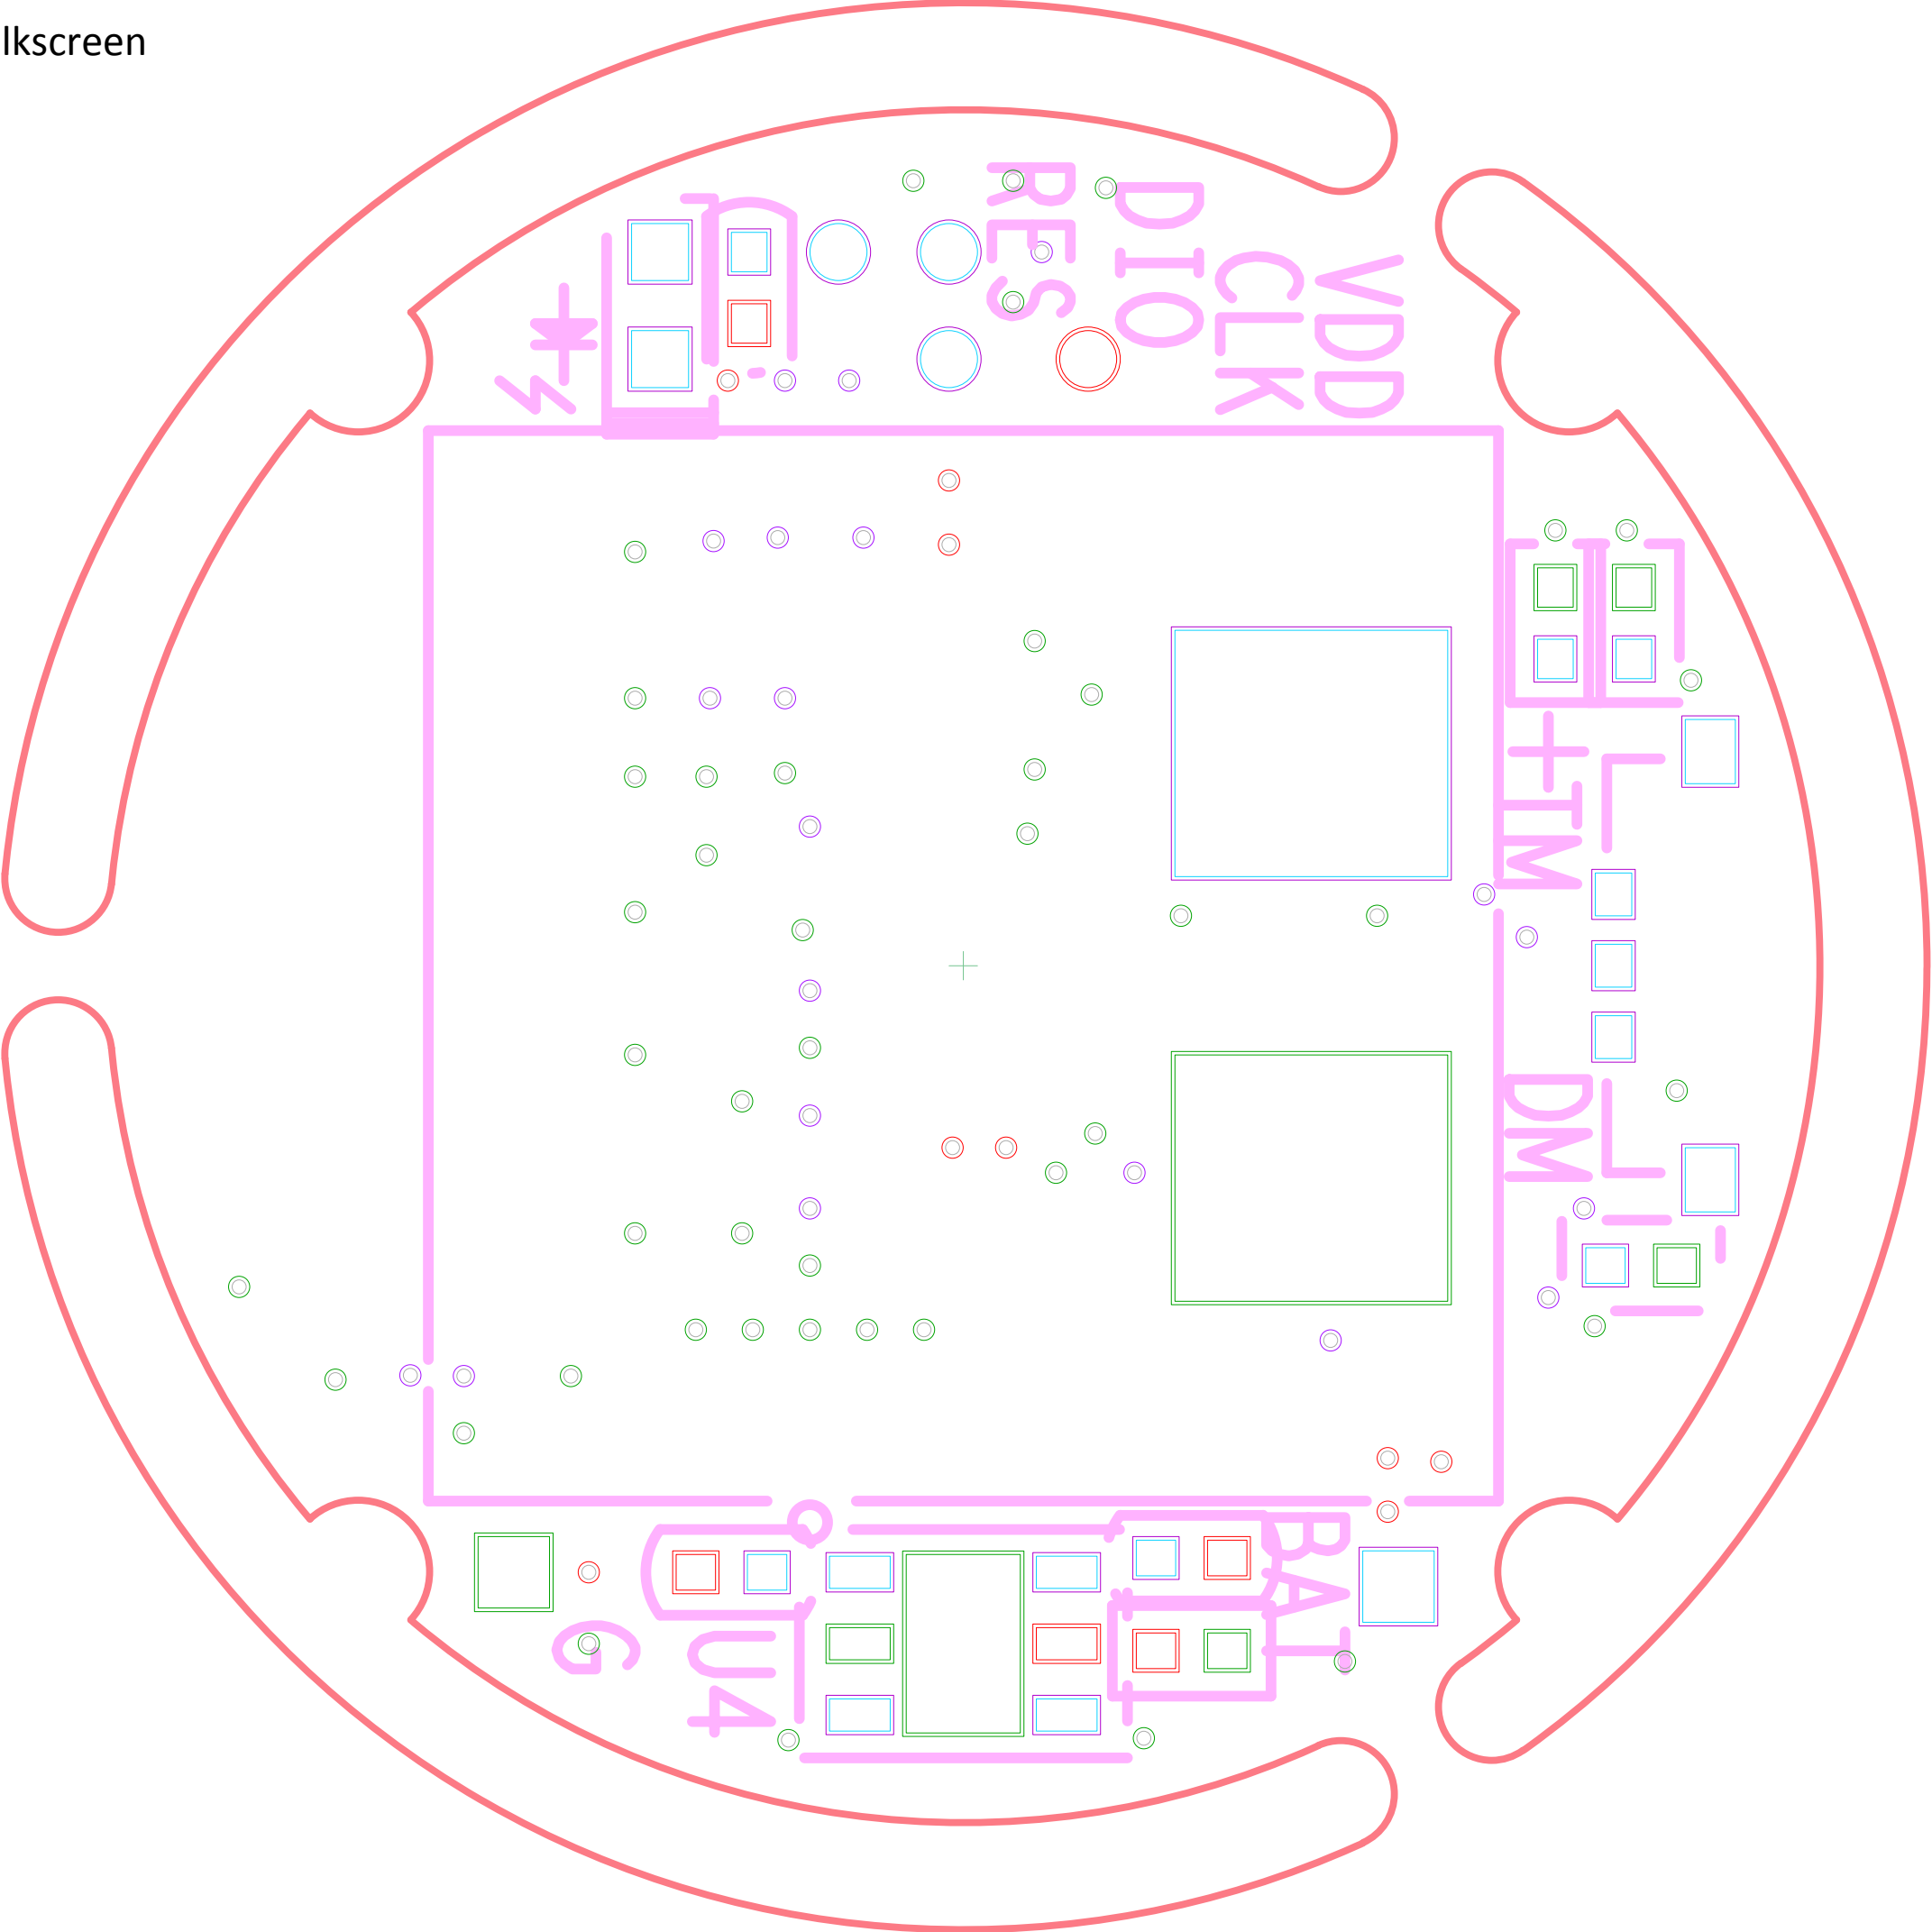 lkscreen
RES
DIO
CLK
VDD
+
TM
DM
BAT
U4
G